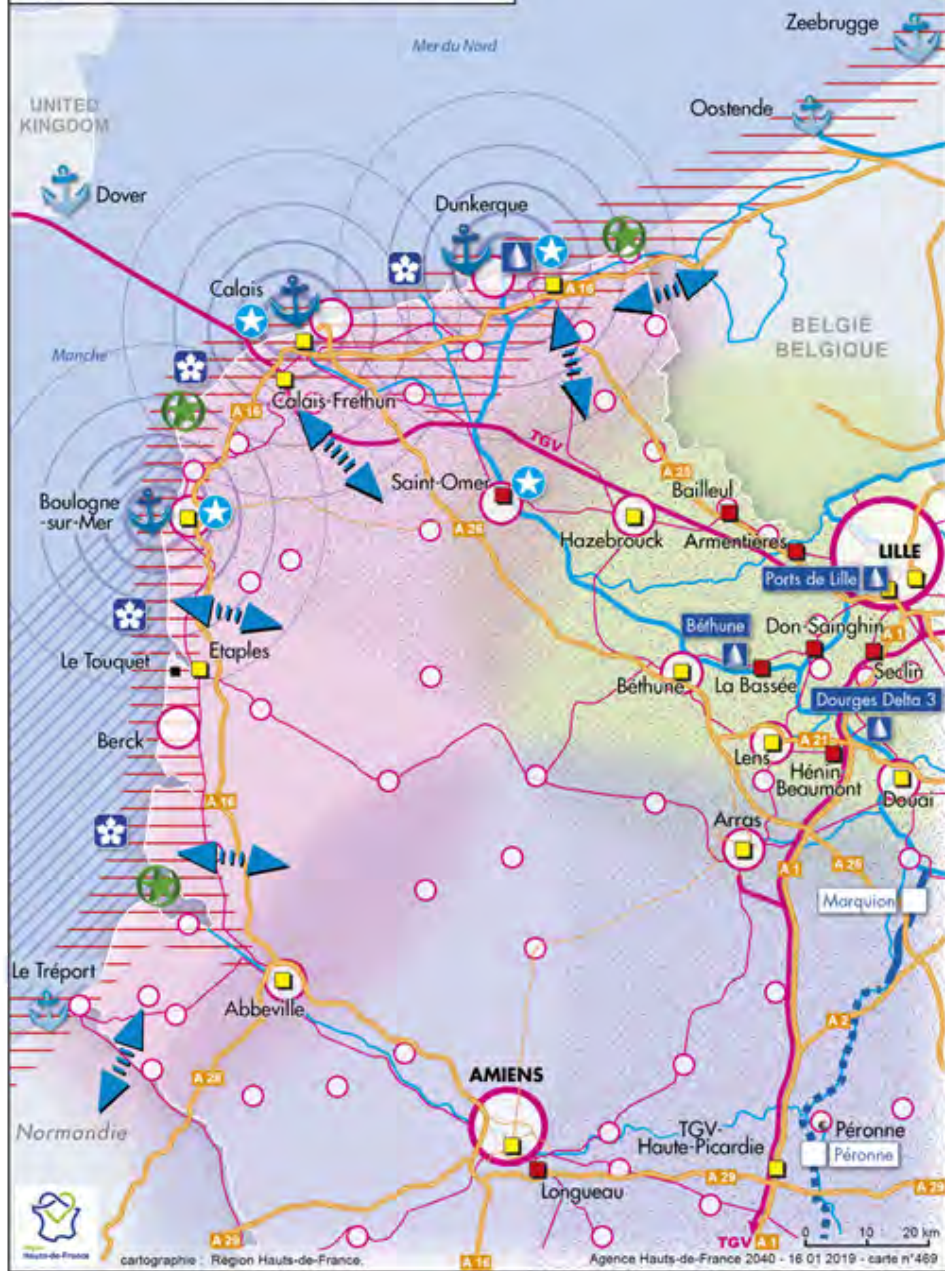 Zeebrugge
Mer du Nord
UNITED
KINGDOM
Oostende
Dover
Dunkerque
Calais
A 16
BELGIË
BELGIQUE
Manche
Calais-Frethun
A 16
TGV
A 25
Saint-Omer
Bailleul
Boulogne
-sur-Mer
A 26
Hazebrouck
Armentières
LILLE
Ports de Lille
Béthune
Don-Sainghin
A 1
Etaples
Le Touquet
Béthune
La Bassée
Seclin
Dourges Delta 3
Berck
Lens
A 21
Hénin
Beaumont
Douai
A 16
Arras
A 1
A 26
Marquion
Le Tréport
Abbeville
A 2
A 28
AMIENS
Normandie
TGV-
Haute-Picardie
Péronne
Péronne
Longueau
A 29
A 29
A 29
A 16
TGV
A 1
0 10 20 km
Région
Hauts-de-France
cartographie : Région Hauts-de-France.
Agence Hauts-de-France 2040 - 16 01 2019 - carte n°469